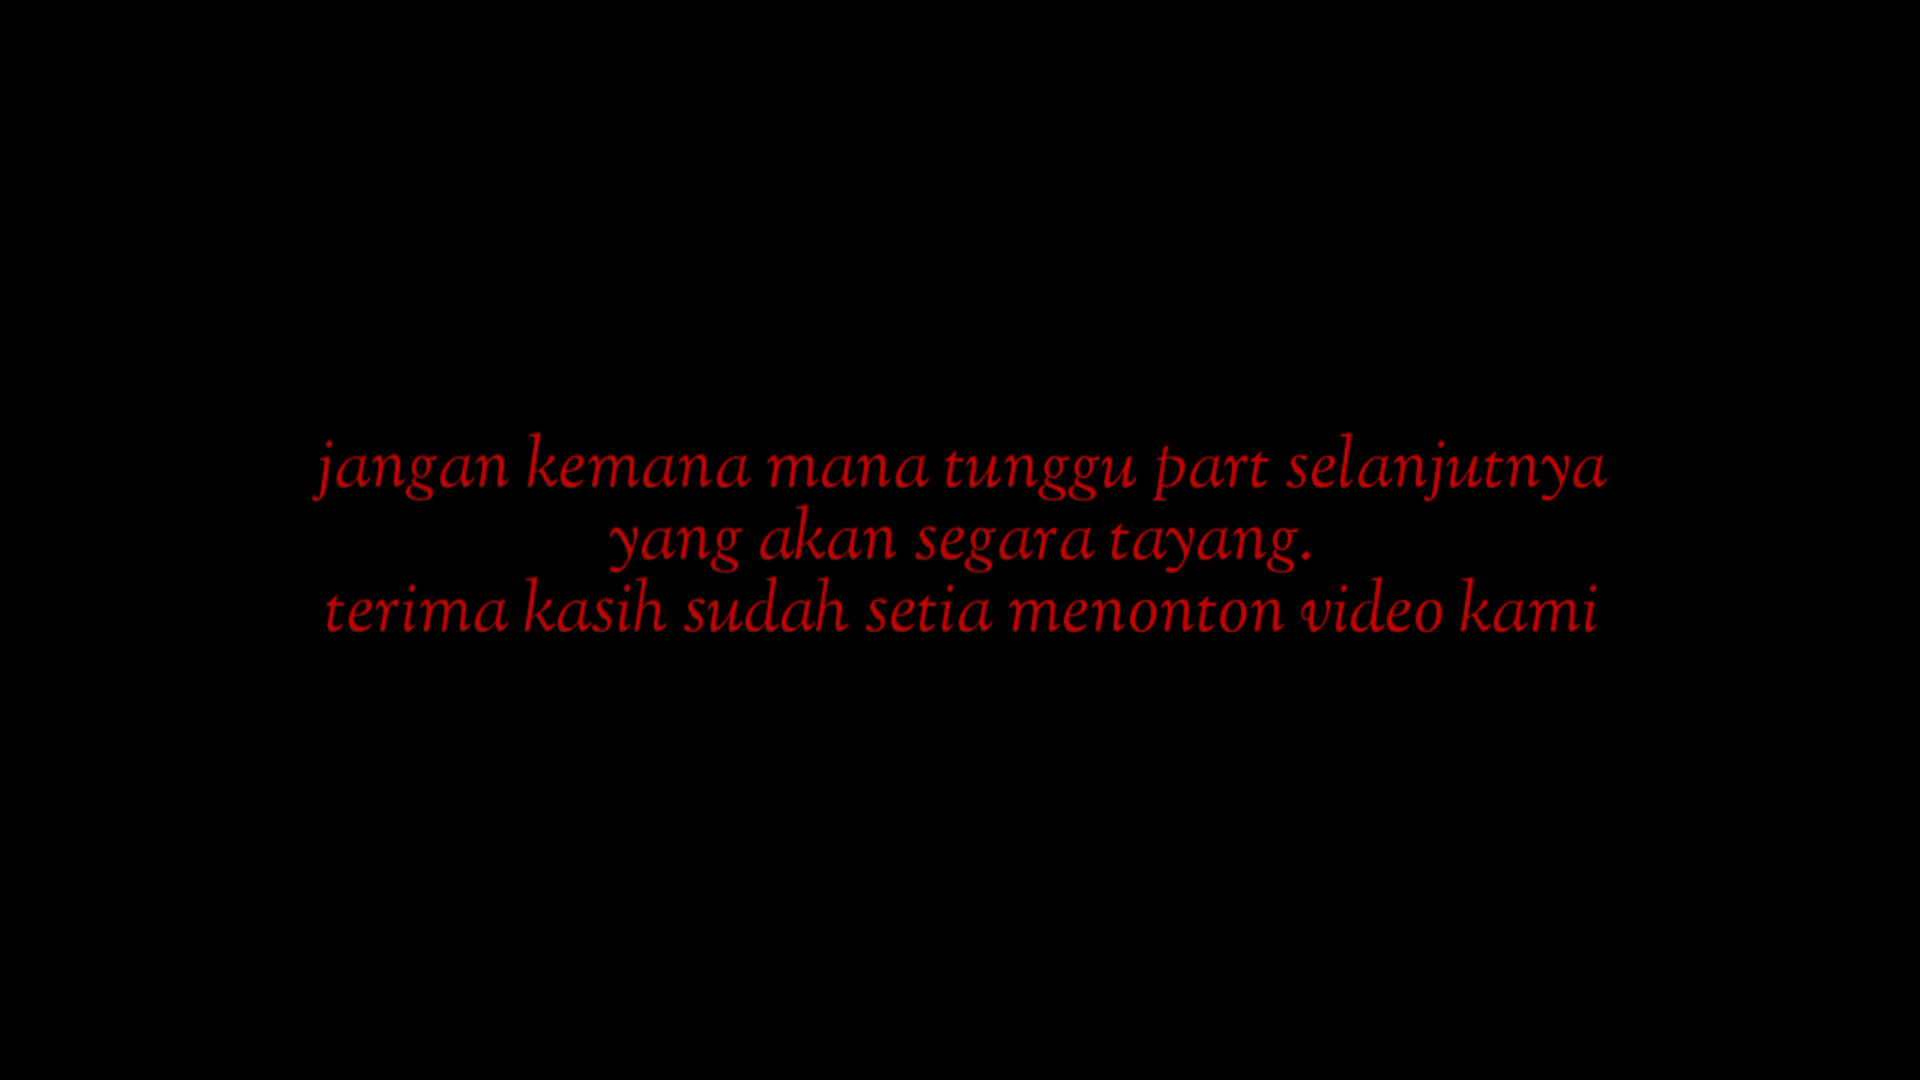 jangan kemana mana tunggu part selanjutnya
yang akan segara tayang.
terima kasih sudah setia menonton video kami